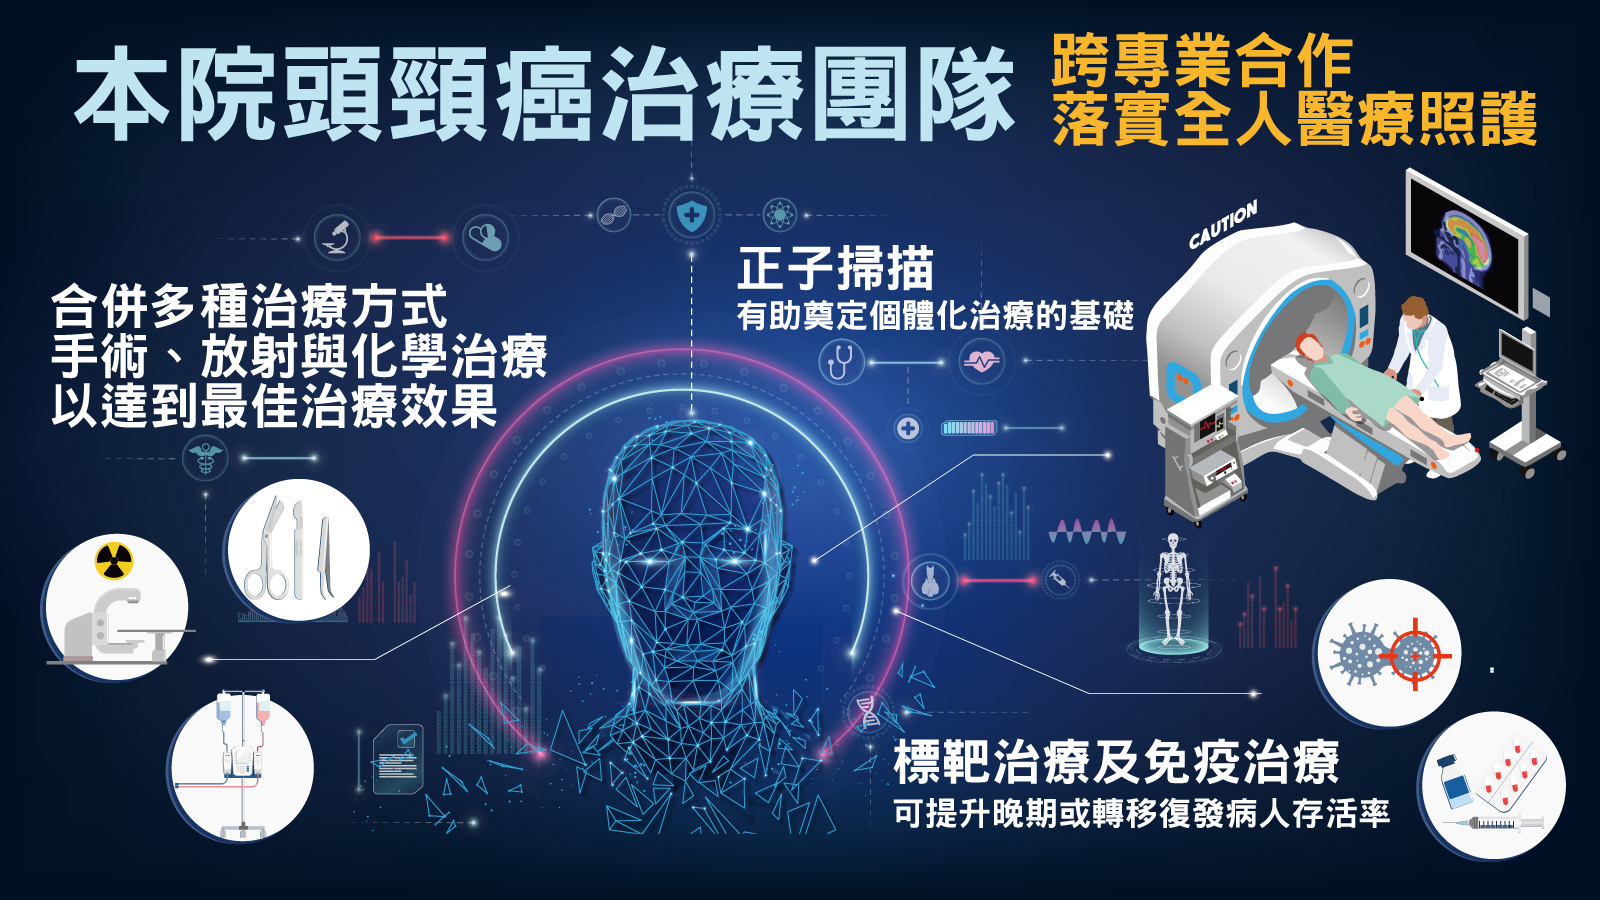 本院頭頸癌治療團隊
跨專業合作
落實全人醫療照護
CAUTION
正子掃描
有助奠定個體化治療的基礎
合併多種治療方式
手術、放射與化學治療
以達到最佳治療效果
標靶治療及免疫治療
可提升晚期或轉移復發病人存活率